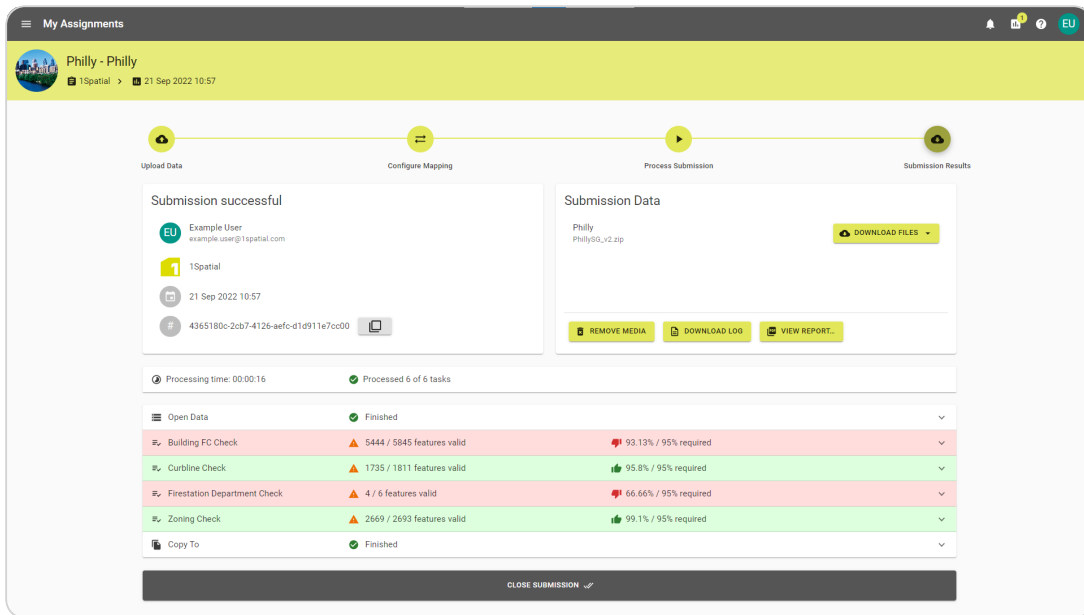 My Assignments
1
EU
Philly - Philly
1Spatial > 21 Sep 2022 10:57
Upload Data
Configure Mapping
Process Submission
Submission Results
Submission successful
EU
Example User
example.user@1spatial.com
1
1Spatial
21 Sep 2022 10:57
#
4365180c-2cb7-4126-aefc-d1d911e7cc00
Submission Data
Philly
PhillySG_v2.zip
DOWNLOAD FILES
REMOVE MEDIA
DOWNLOAD LOG
VIEW REPORT...
Processing time: 00:00:16
Processed 6 of 6 tasks
Open Data Finished
Building FC Check 5444 / 5845 features valid 93.13% / 95% required
Curbline Check 1735 / 1811 features valid 95.8% / 95% required
Firestation Department Check 4 / 6 features valid 66.66% / 95% required
Zoning Check 2669 / 2693 features valid 99.1% / 95% required
Copy To Finished
CLOSE SUBMISSION